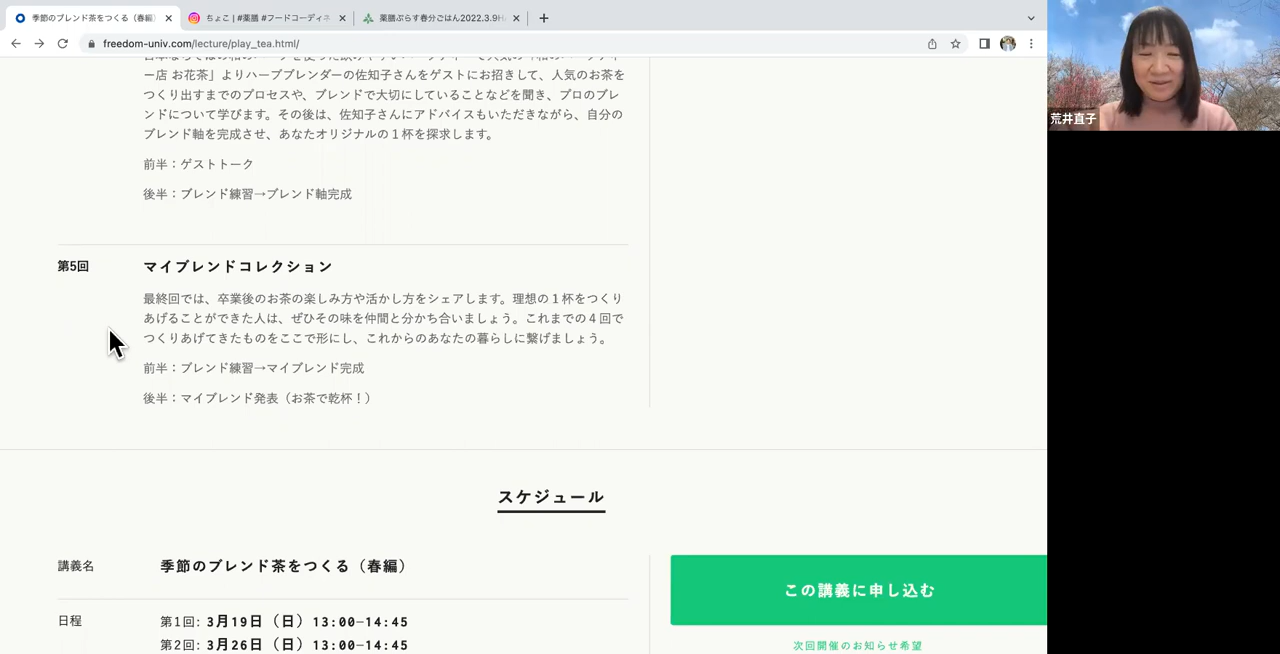 季節のブレンド茶をつくる（春編）
ちょこ | #薬膳 #フードコーディネ
薬膳ぷらす春分ごはん2022.3.9H
freedom-univ.com/lecture/play_tea.html/
荒井直子
ー店 お花茶」よりハーブブレンダーの佐知子さんをゲストにお招きして、人気のお茶を
つくり出すまでのプロセスや、ブレンドで大切にしていることなどを聞き、プロのブレ
ンドについて学びます。その後は、佐知子さんにアドバイスもいただきながら、自分の
ブレンド軸を完成させ、あなたオリジナルの１杯を探求します。
前半：ゲストトーク
後半：ブレンド練習→ブレンド軸完成
第5回
マイブレンドコレクション
最終回では、卒業後のお茶の楽しみ方や活かし方をシェアします。理想の１杯をつくり
あげることができた人は、ぜひその味を仲間と分かち合いましょう。これまでの４回で
つくりあげてきたものをここで形にし、これからのあなたの暮らしに繋げましょう。
前半：ブレンド練習→マイブレンド完成
後半：マイブレンド発表（お茶で乾杯！）
スケジュール
講義名
季節のブレンド茶をつくる（春編）
この講義に申し込む
日程
第1回: 3月19日（日）13:00–14:45
第2回: 3月26日（日）13:00–14:45
次回開催のお知らせ希望